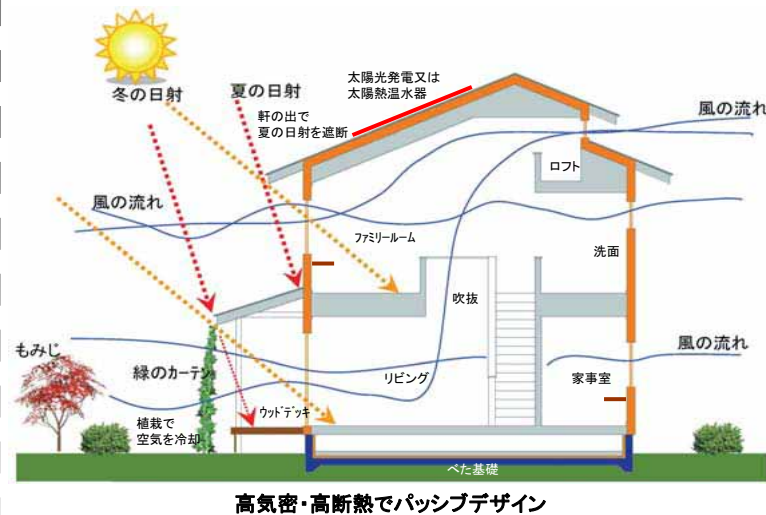 太陽光発電又は
太陽熱温水器
冬の日射
夏の日射
軒の出で
夏の日射を遮断
風の流れ
ロフト
風の流れ
ファミリールーム
洗面
吹抜
もみじ
緑のカーテン
リビング
家事室
風の流れ
植栽で
空気を冷却
ウッドデッキ
べた基礎
高気密・高断熱でパッシブデザイン